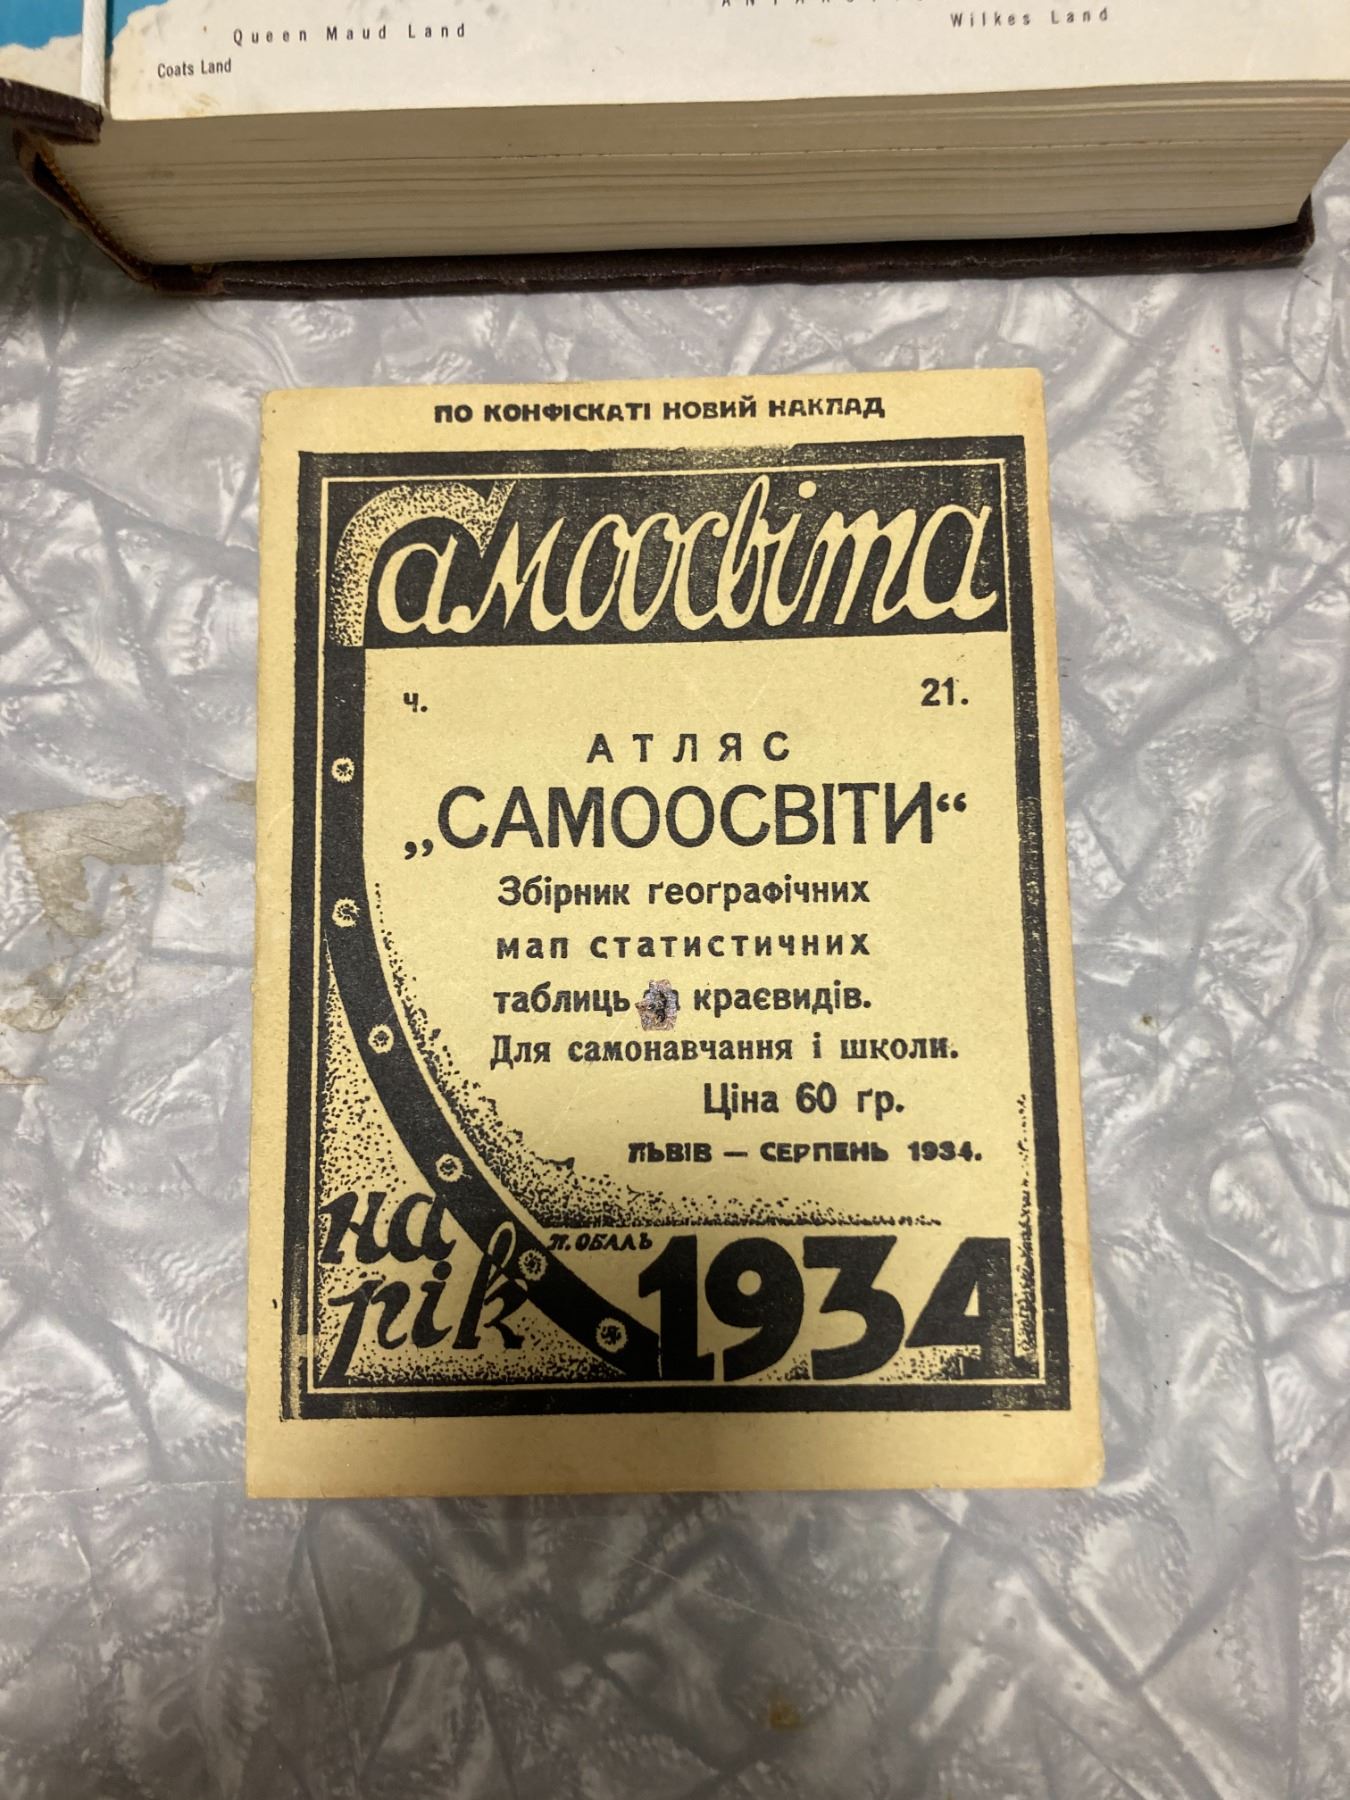 Queen Maud Land
Wilkes Land
Coats Land
ПО КОНФІСКАТІ НОВИЙ НАКЛАД
Самоосвіта
ч. 21.
АТЛЯС
„САМООСВІТИ“
Збірник ґеоґрафічних
мап статистичних
таблиць краєвидів.
Для самонавчання і школи.
Ціна 60 ґр.
ЛЬВІВ — СЕРПЕНЬ 1934.
П. ОБАЛЬ
на
рік 1934